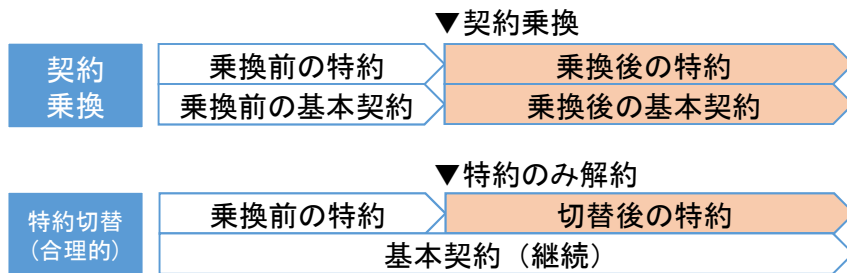 ▼契約乗換
契約
乗換
乗換前の特約
乗換後の特約
乗換前の基本契約
乗換後の基本契約
▼特約のみ解約
特約切替
（合理的）
乗換前の特約
切替後の特約
基本契約（継続）